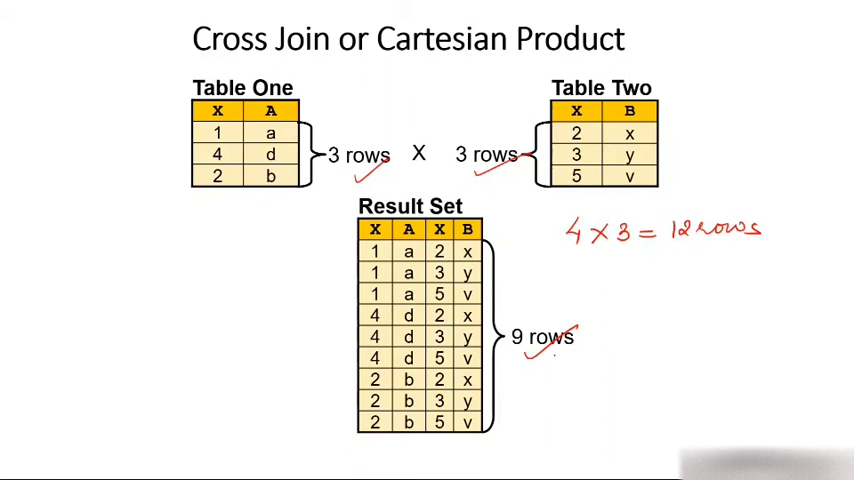 Cross Join or Cartesian Product
Table One
X A
1 a
4 d
2 b
3 rows X 3 rows
Table Two
X B
2 x
3 y
5 v
4 X 3 = 12 rows
Result Set
X A X B
1 a 2 x
1 a 3 y
1 a 5 v
4 d 2 x
4 d 3 y
4 d 5 v
2 b 2 x
2 b 3 y
2 b 5 v
9 rows